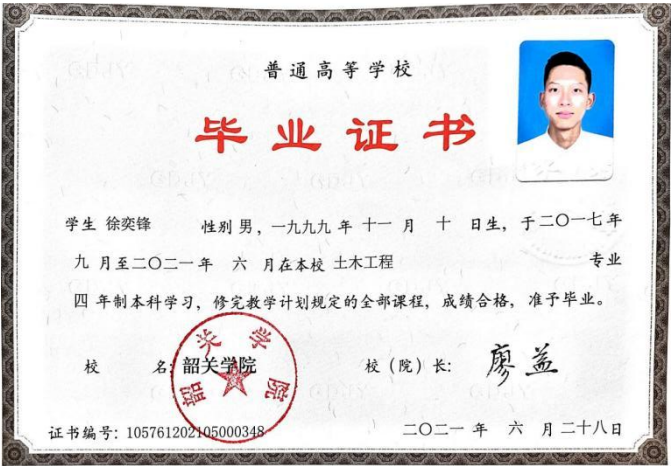 普通高等学校
毕业证书
学生 徐奕锋 性别 男，一九九九 年 十一 月 十 日生，于二〇一七年
九 月至二〇二一年 六 月在本校 土木工程 专业
四 年制本科学习，修完教学计划规定的全部课程，成绩合格，准予毕业。
校 名：韶关学院 校（院）长：廖益
韶关学院
证书编号：105761202105000348 二〇二一 年 六 月 二十八日